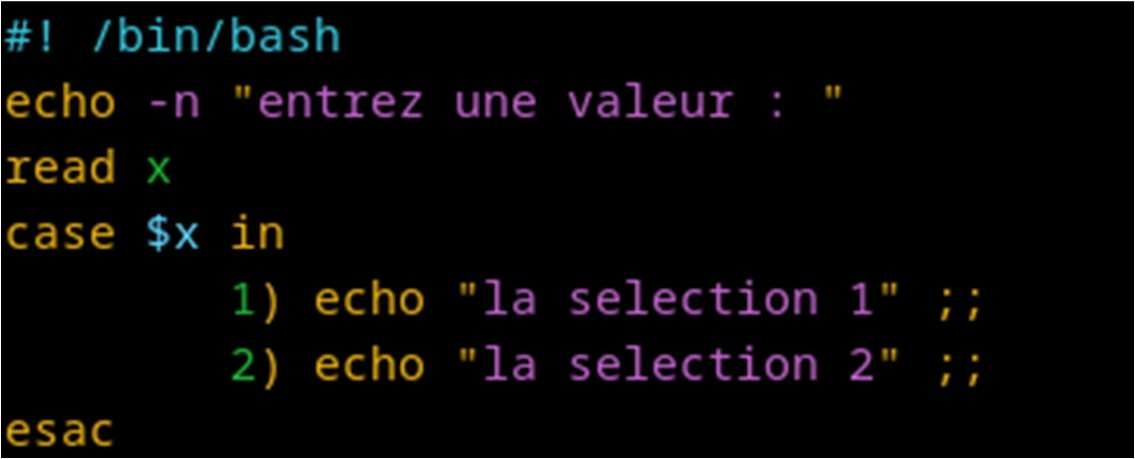 #! /bin/bash
echo -n "entrez une valeur : "
read x
case $x in
1) echo "la selection 1" ;;
2) echo "la selection 2" ;;
esac